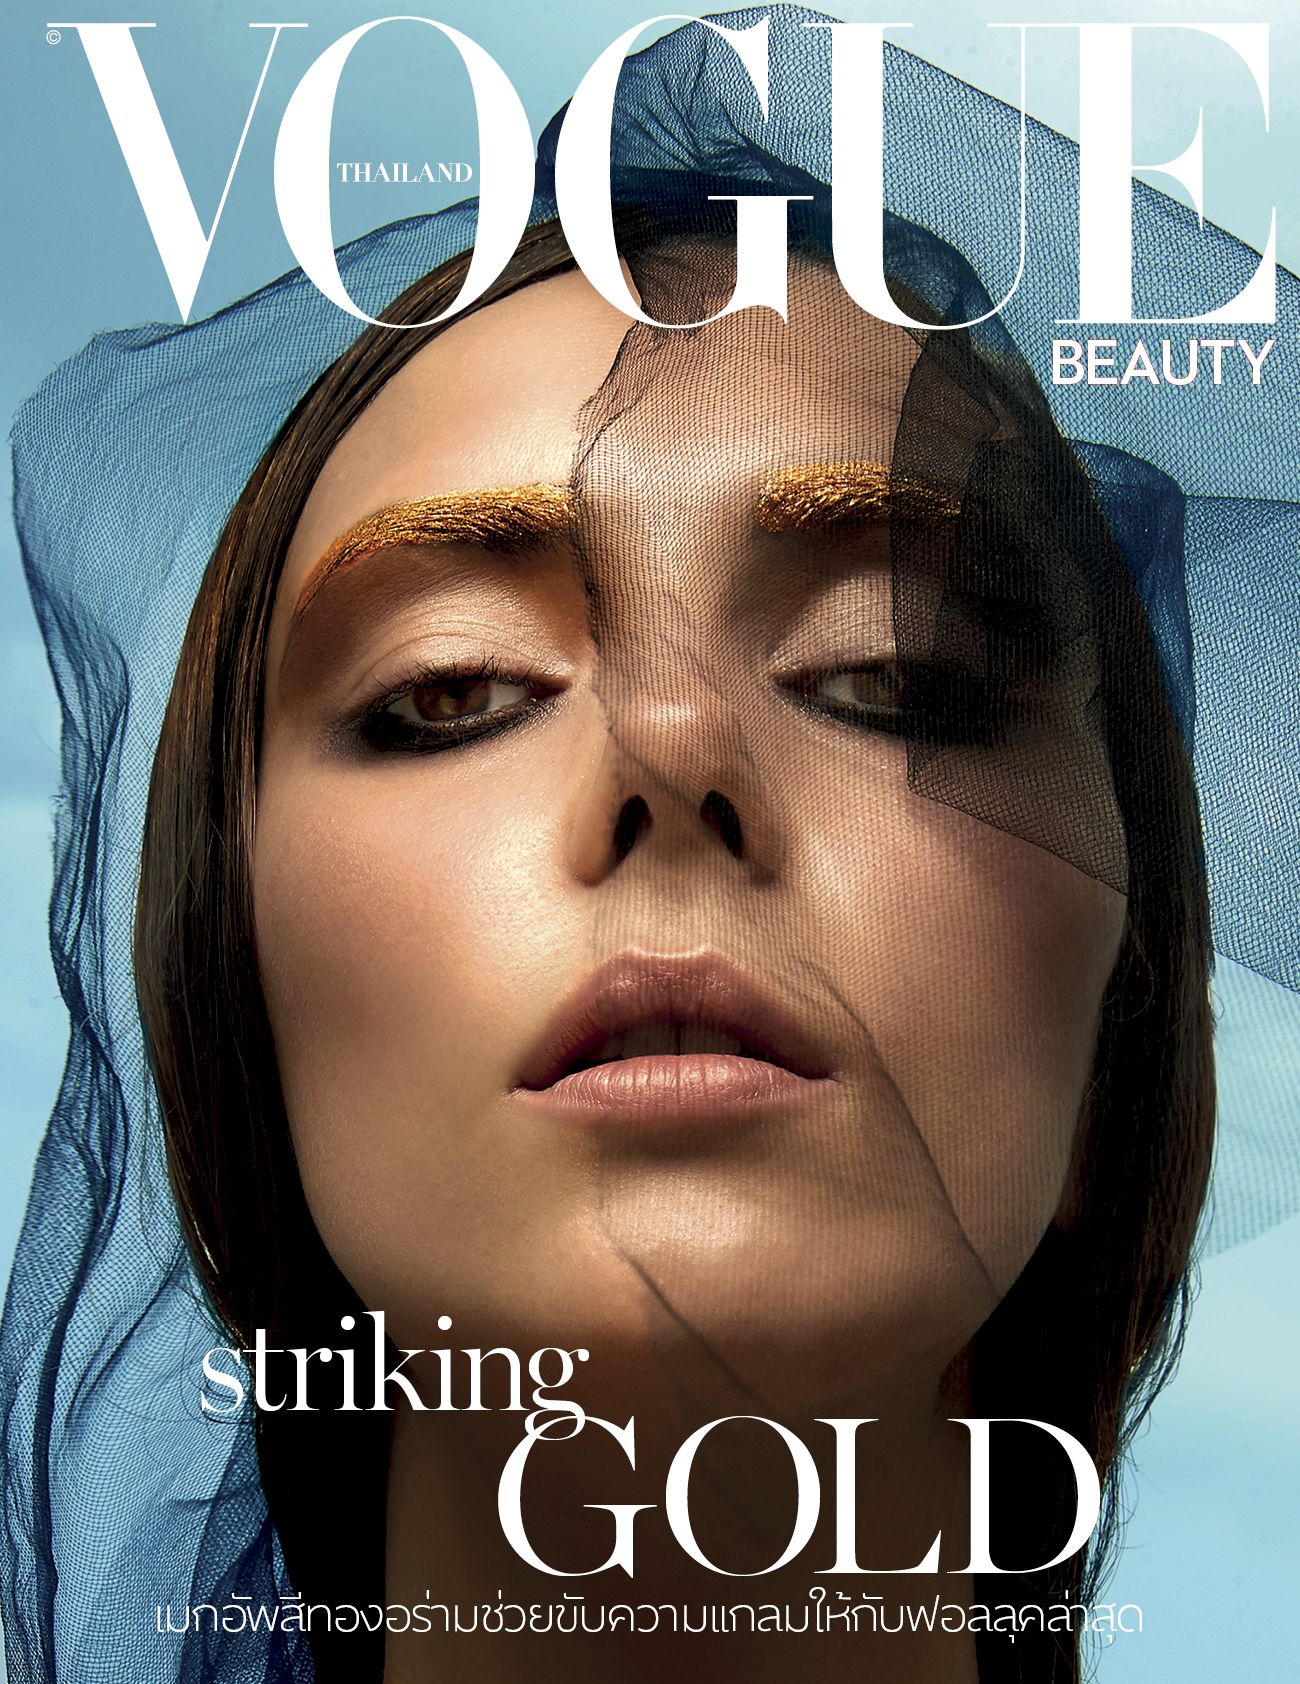 ©
VOGUE
THAILAND
BEAUTY
striking
GOLD
เมกอัพสีทองอร่ามช่วยขับความแกลมให้กับฟอลลุคล่าสุด